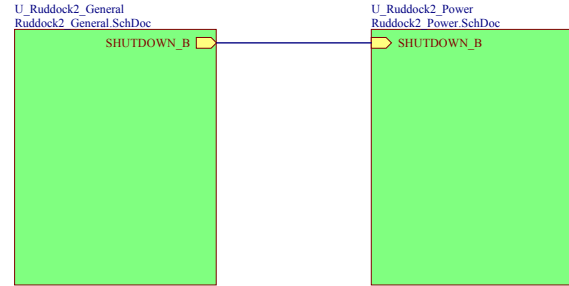 U_Ruddock2_General
Ruddock2_General.SchDoc
SHUTDOWN_B
U_Ruddock2_Power
Ruddock2_Power.SchDoc
SHUTDOWN_B